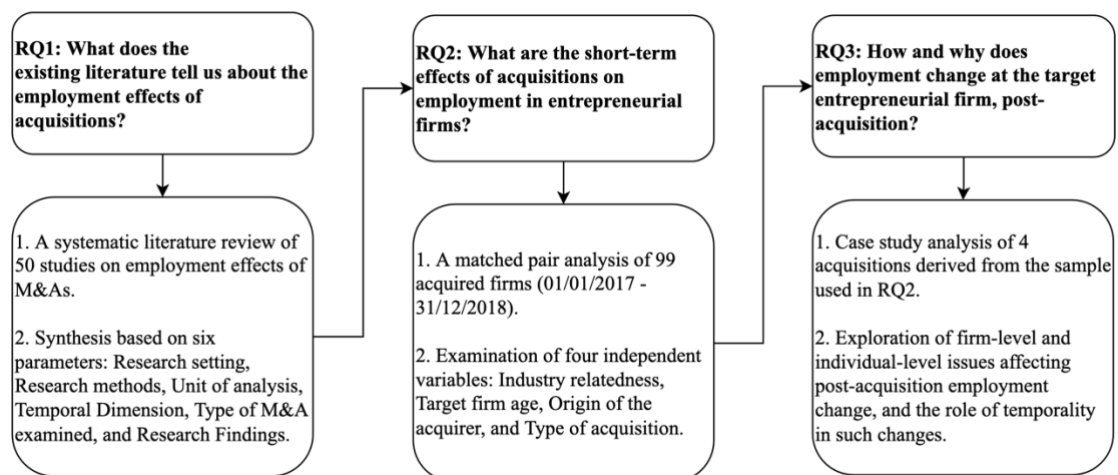 RQ1: What does the
existing literature tell us about the
employment effects of
acquisitions?
1. A systematic literature review of
50 studies on employment effects of
M&As.
2. Synthesis based on six
parameters: Research setting,
Research methods, Unit of analysis,
Temporal Dimension, Type of M&A
examined, and Research Findings.
RQ2: What are the short-term
effects of acquisitions on
employment in entrepreneurial
firms?
1. A matched pair analysis of 99
acquired firms (01/01/2017 -
31/12/2018).
2. Examination of four independent
variables: Industry relatedness,
Target firm age, Origin of the
acquirer, and Type of acquisition.
RQ3: How and why does
employment change at the target
entrepreneurial firm, post-
acquisition?
1. Case study analysis of 4
acquisitions derived from the sample
used in RQ2.
2. Exploration of firm-level and
individual-level issues affecting
post-acquisition employment
change, and the role of temporality
in such changes.